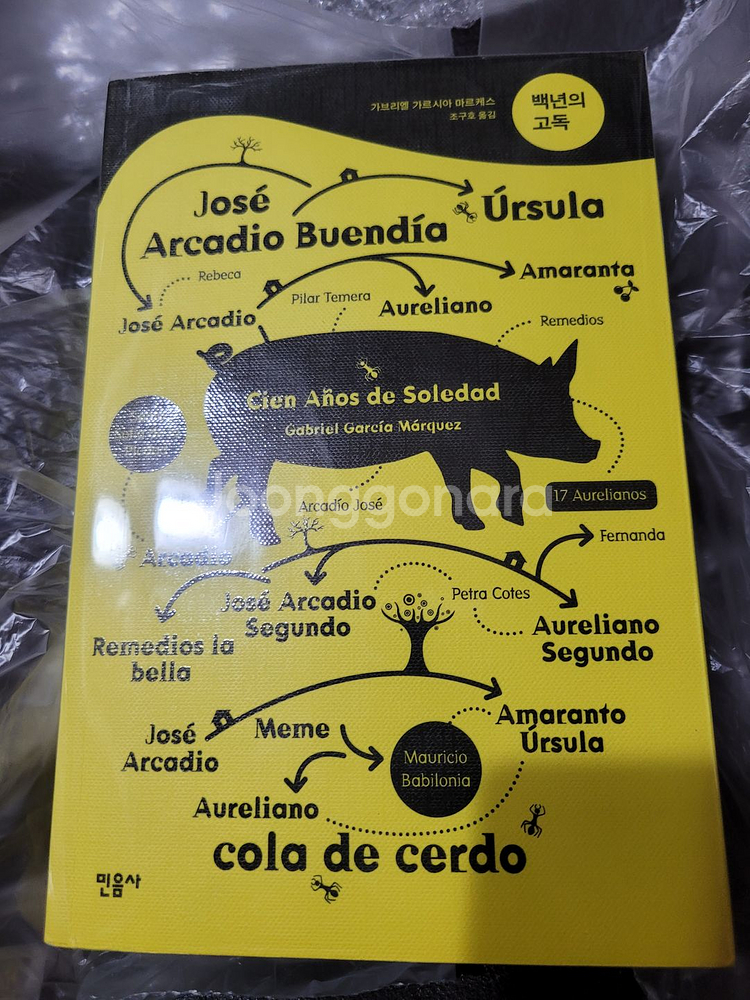 가브리엘 가르시아 마르케스
조구호 옮김
백년의
고독
José
Arcadio Buendía
Úrsula
Rebeca
Amaranta
Pilar Temera
José Arcadio
Aureliano
Remedios
Cien Años de Soledad
Gabriel García Márquez
17 Aurelianos
Joonggonara
Arcadio José
Arcadio
Fernanda
José Arcadio
Segundo
Petra Cotes
Aureliano
Segundo
Remedios la
bella
José
Arcadio
Meme
Amaranto
Úrsula
Mauricio
Babilonia
Aureliano
cola de cerdo
민음사